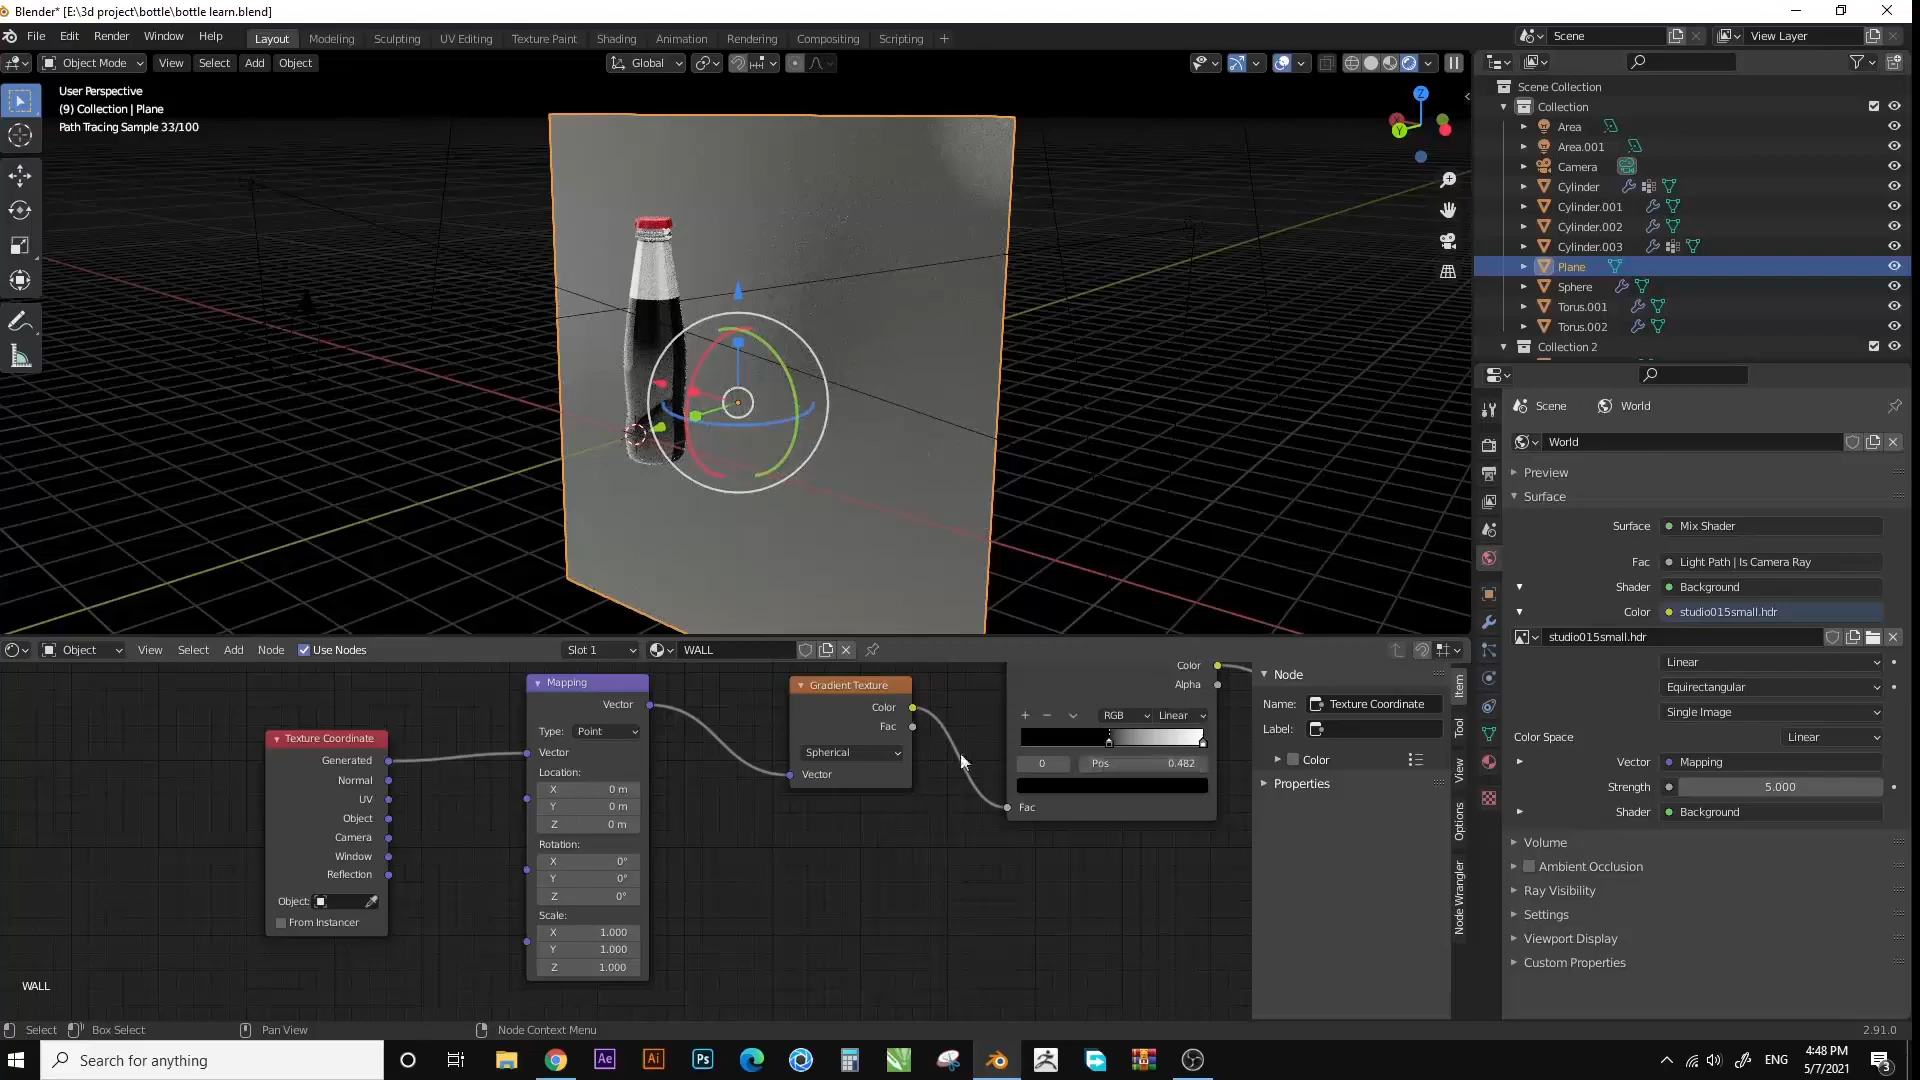 Blender* [E:\3d project\bottle\bottle learn.blend]
File Edit Render Window Help Layout Modeling Sculpting UV Editing Texture Paint Shading Animation Rendering Compositing Scripting + Scene View Layer
Object Mode View Select Add Object Global
User Perspective
(9) Collection | Plane
Path Tracing Sample 33/100
Z
Y
Scene Collection
Collection
Area
Area.001
Camera
Cylinder
Cylinder.001
Cylinder.002
Cylinder.003
Plane
Sphere
Torus.001
Torus.002
Collection 2
Scene World
World
Preview
Surface
Surface Mix Shader
Fac Light Path | Is Camera Ray
Shader Background
Color studio015small.hdr
studio015small.hdr
Linear
Equirectangular
Single Image
Color Space Linear
Vector Mapping
Strength 5.000
Shader Background
Volume
Ambient Occlusion
Ray Visibility
Settings
Viewport Display
Custom Properties
Object View Select Add Node Use Nodes Slot 1 WALL
Texture Coordinate
Generated
Normal
UV
Object
Camera
Window
Reflection
Object:
From Instancer
Mapping
Vector
Type: Point
Vector
Location:
X 0 m
Y 0 m
Z 0 m
Rotation:
X 0°
Y 0°
Z 0°
Scale:
X 1.000
Y 1.000
Z 1.000
Gradient Texture
Color
Fac
Spherical
Vector
Color
Alpha
+ − RGB Linear
0 Pos 0.482
Fac
Node
Name: Texture Coordinate
Label:
Color
Properties
Item
Tool
View
Options
Node Wrangler
WALL
Select Box Select Pan View Node Context Menu 2.91.0
Search for anything Ae Ai Ps ENG 4:48 PM
5/7/2021 3